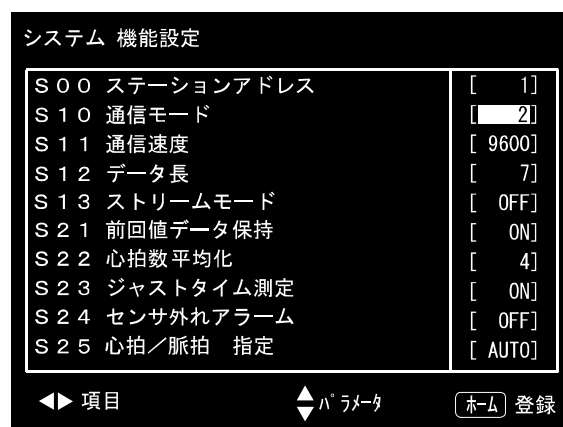 システム 機能設定
S00 ステーションアドレス [ 1]
S10 通信モード [ 2]
S11 通信速度 [ 9600]
S12 データ長 [ 7]
S13 ストリームモード [ OFF]
S21 前回値データ保持 [ ON]
S22 心拍数平均化 [ 4]
S23 ジャストタイム測定 [ ON]
S24 センサ外れアラーム [ OFF]
S25 心拍/脈拍 指定 [ AUTO]
◀▶ 項目 ▲▼ パラメータ ホーム 登録